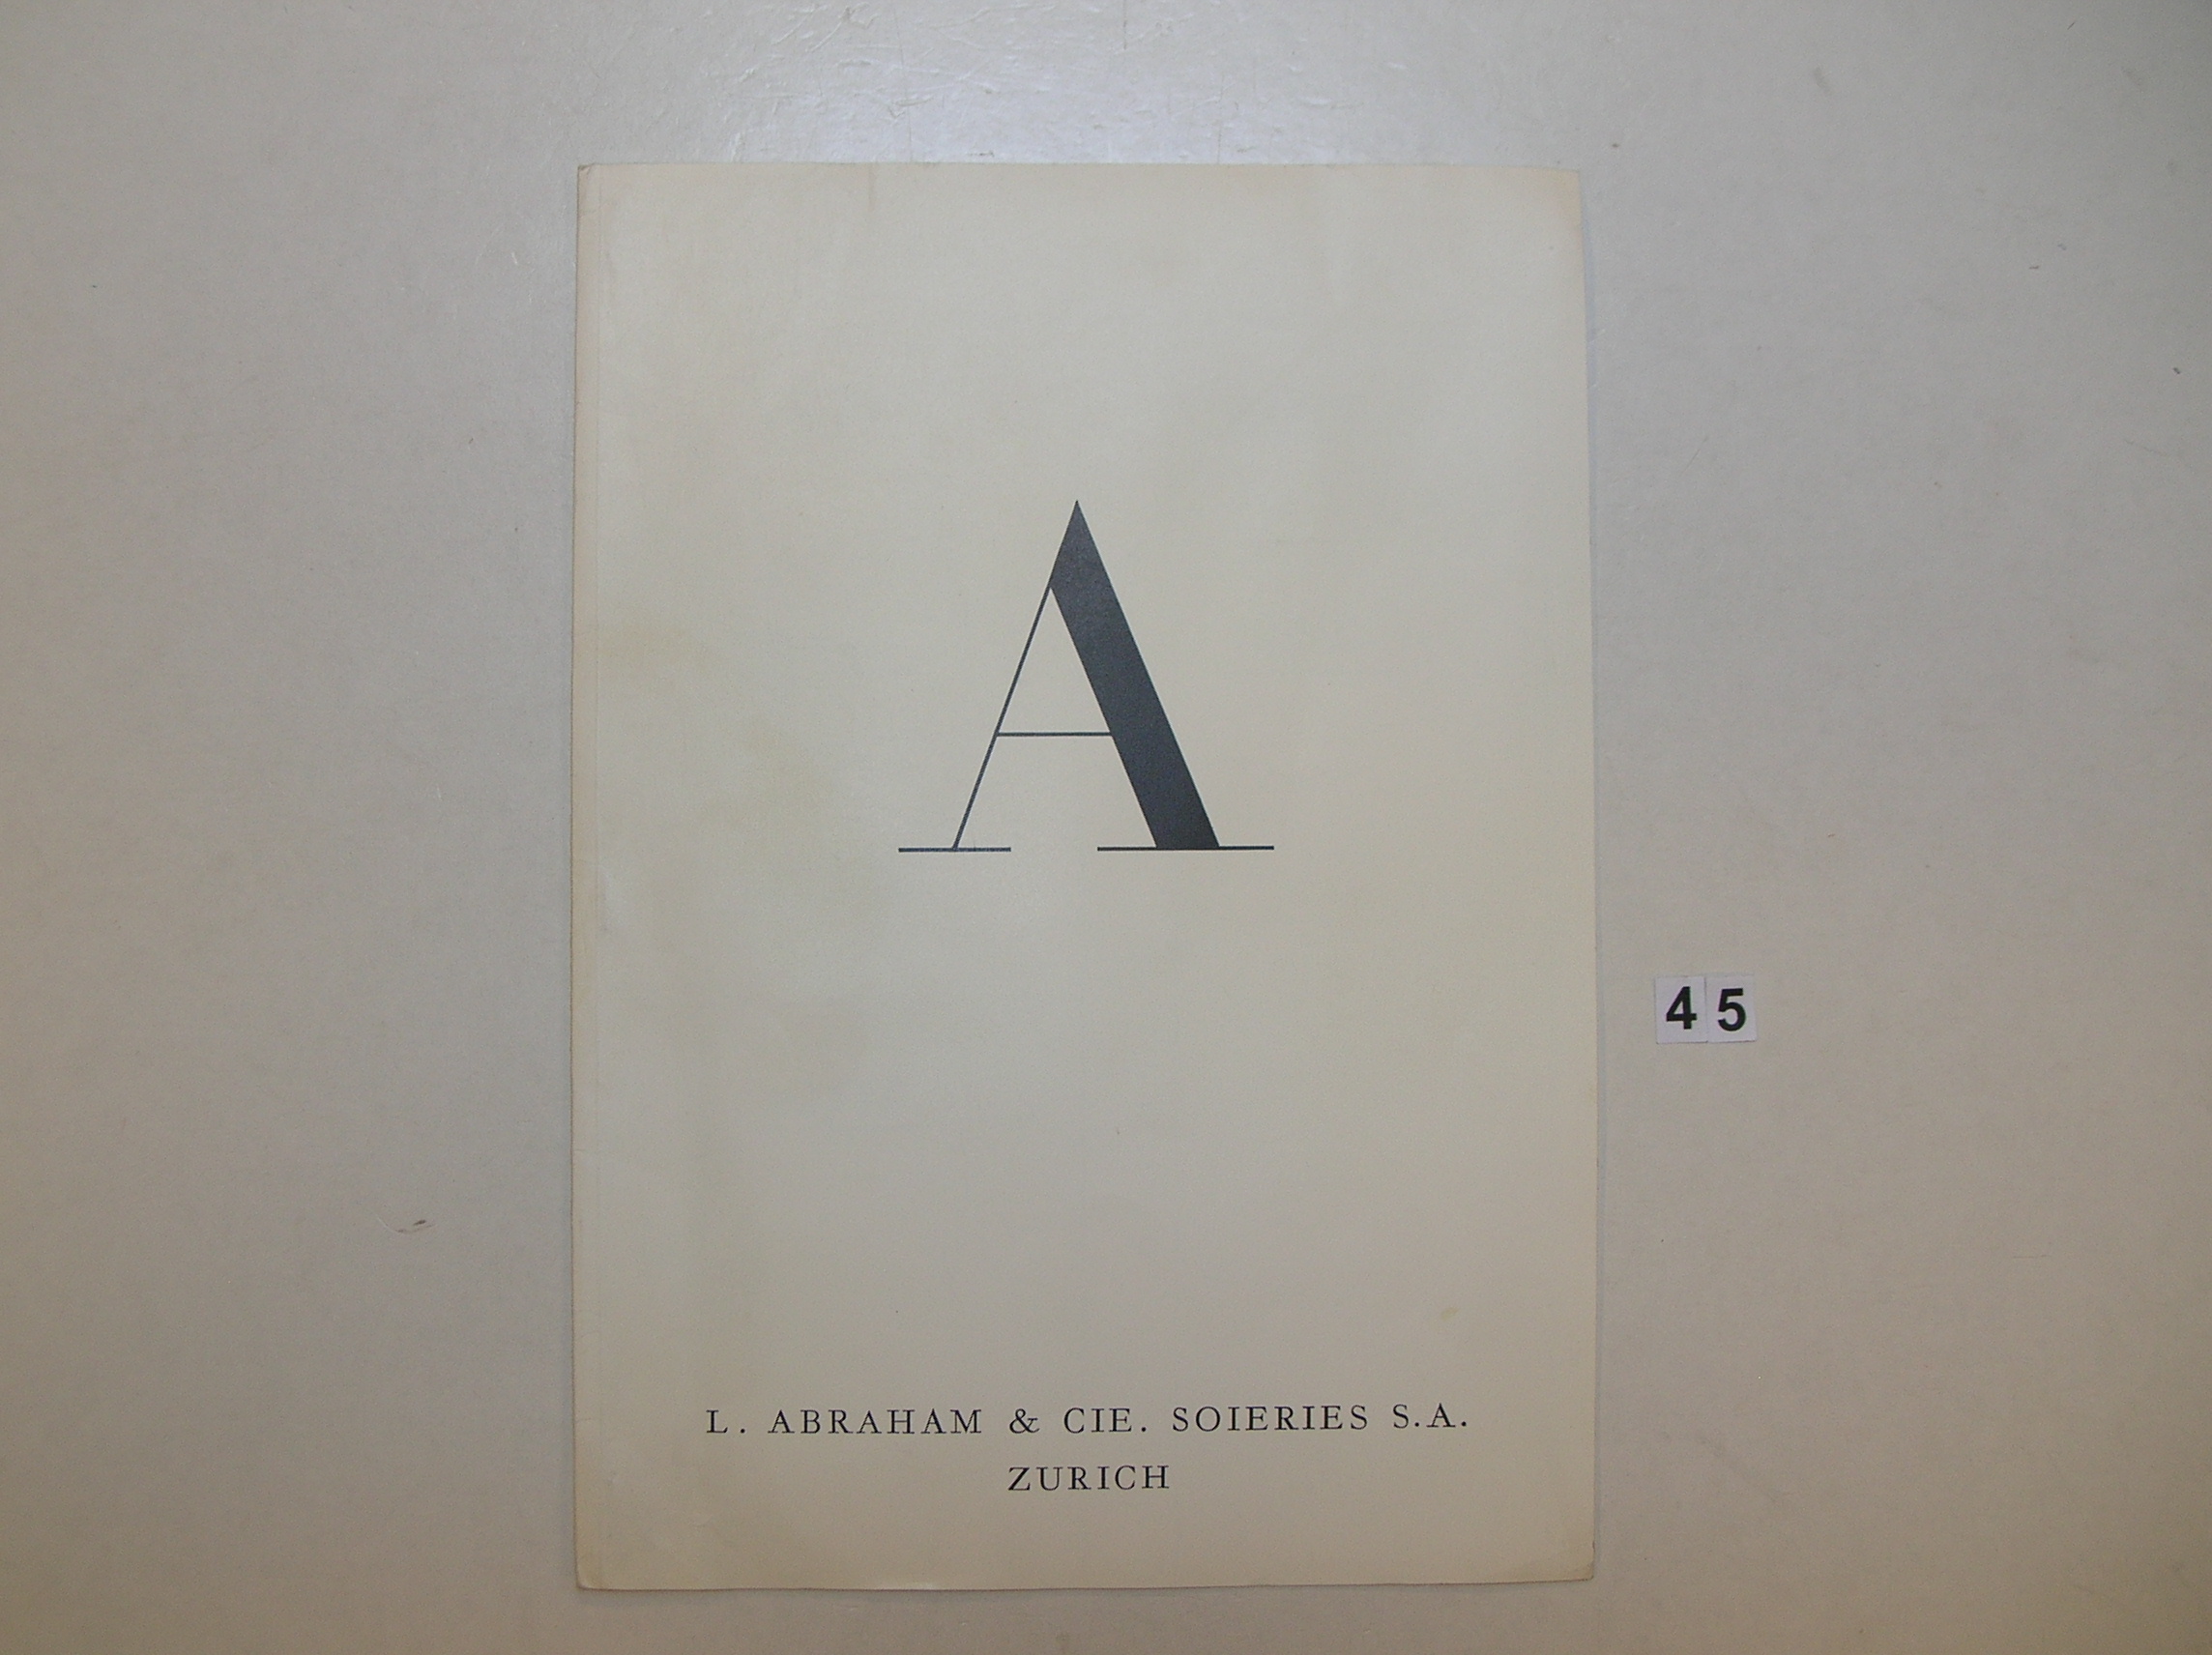 A
45
L. ABRAHAM & CIE. SOIERIES S.A.
ZURICH